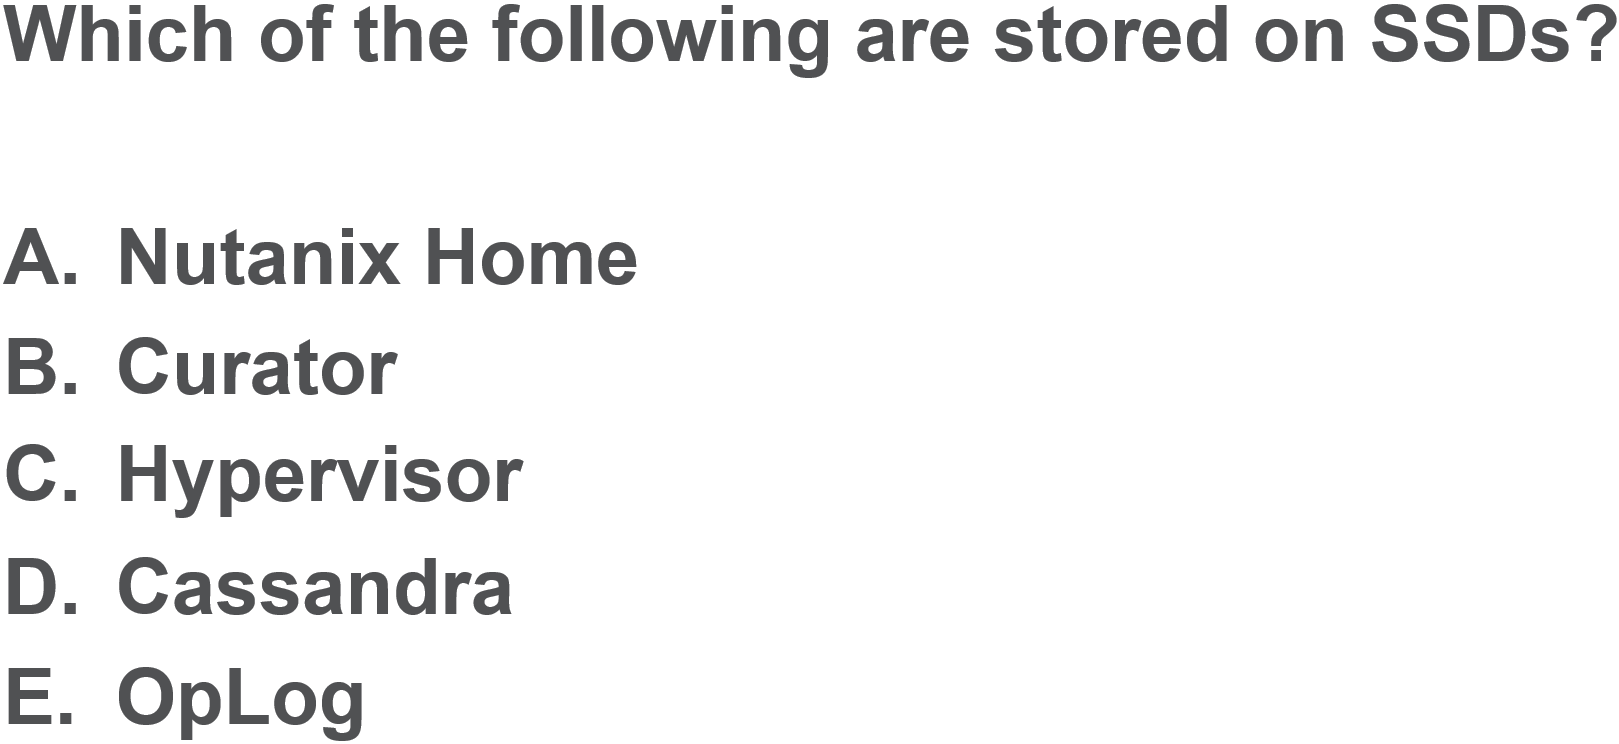 Which of the following are stored on SSDs?
A. Nutanix Home
B. Curator
C. Hypervisor
D. Cassandra
E. OpLog